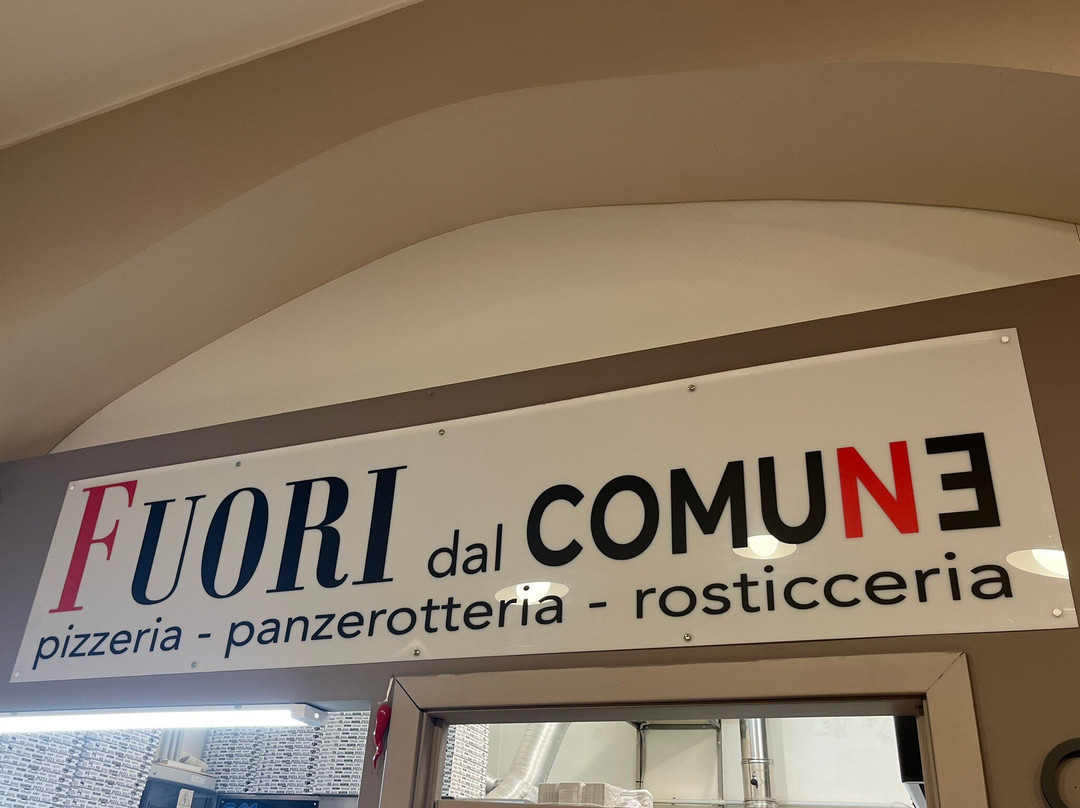 FUORI dal COMUNE
pizzeria - panzerotteria - rosticceria